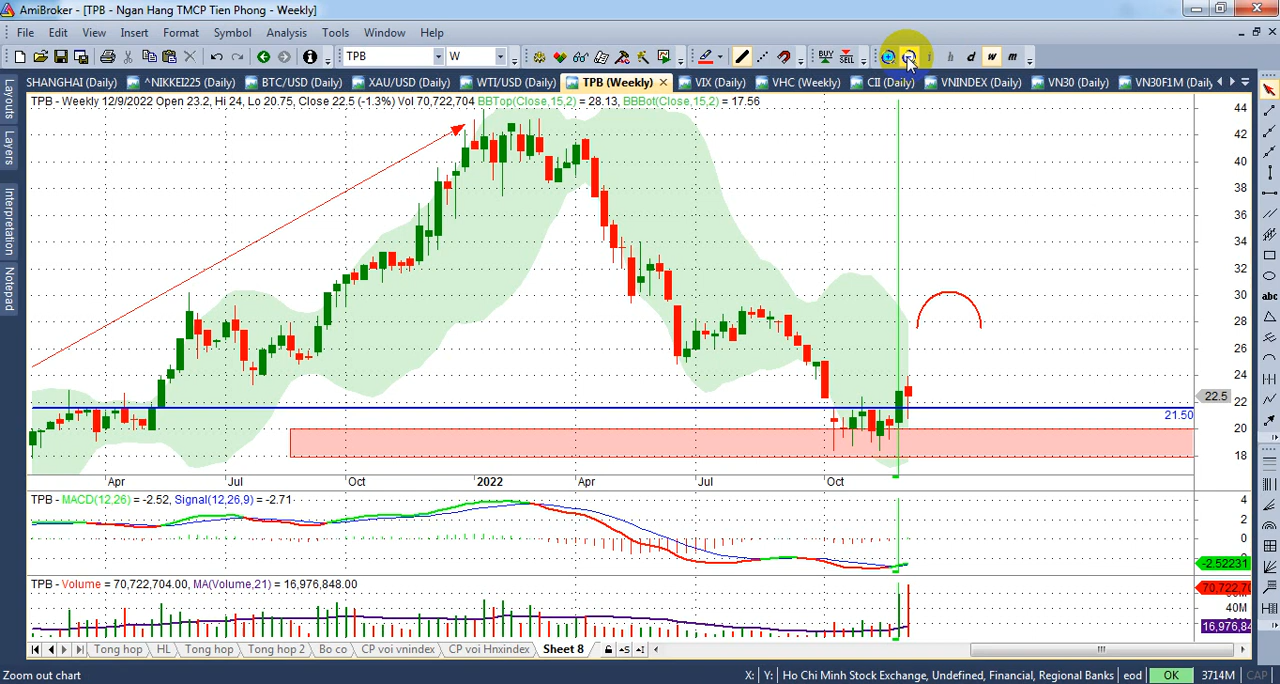 AmiBroker - [TPB - Ngan Hang TMCP Tien Phong - Weekly]
File Edit View Insert Format Symbol Analysis Tools Window Help
TPB W BUY SELL i h d w m
SHANGHAI (Daily) ^NIKKEI225 (Daily) BTC/USD (Daily) XAU/USD (Daily) WTI/USD (Daily) TPB (Weekly) VIX (Daily) VHC (Weekly) CII (Daily) VNINDEX (Daily) VN30 (Daily) VN30F1M (Daily)
Layouts
Layers
Interpretation
Notepad
TPB - Weekly 12/9/2022 Open 23.2, Hi 24, Lo 20.75, Close 22.5 (-1.3%) Vol 70,722,704 BBTop(Close,15,2) = 28.13, BBBot(Close,15,2) = 17.56
44
42
40
38
36
34
32
30
28
26
24
22.5
22
21.50
20
18
abc
Apr Jul Oct 2022 Apr Jul Oct
TPB - MACD(12,26) = -2.52, Signal(12,26,9) = -2.71
4
2
0
-2.52231
TPB - Volume = 70,722,704.00, MA(Volume,21) = 16,976,848.00
70,722,70
40M
16,976,84
Tong hop HL Tong hop Tong hop 2 Bo co CP voi vnindex CP voi Hnxindex Sheet 8
Zoom out chart X: Y: Ho Chi Minh Stock Exchange, Undefined, Financial, Regional Banks eod OK 3714M CAP